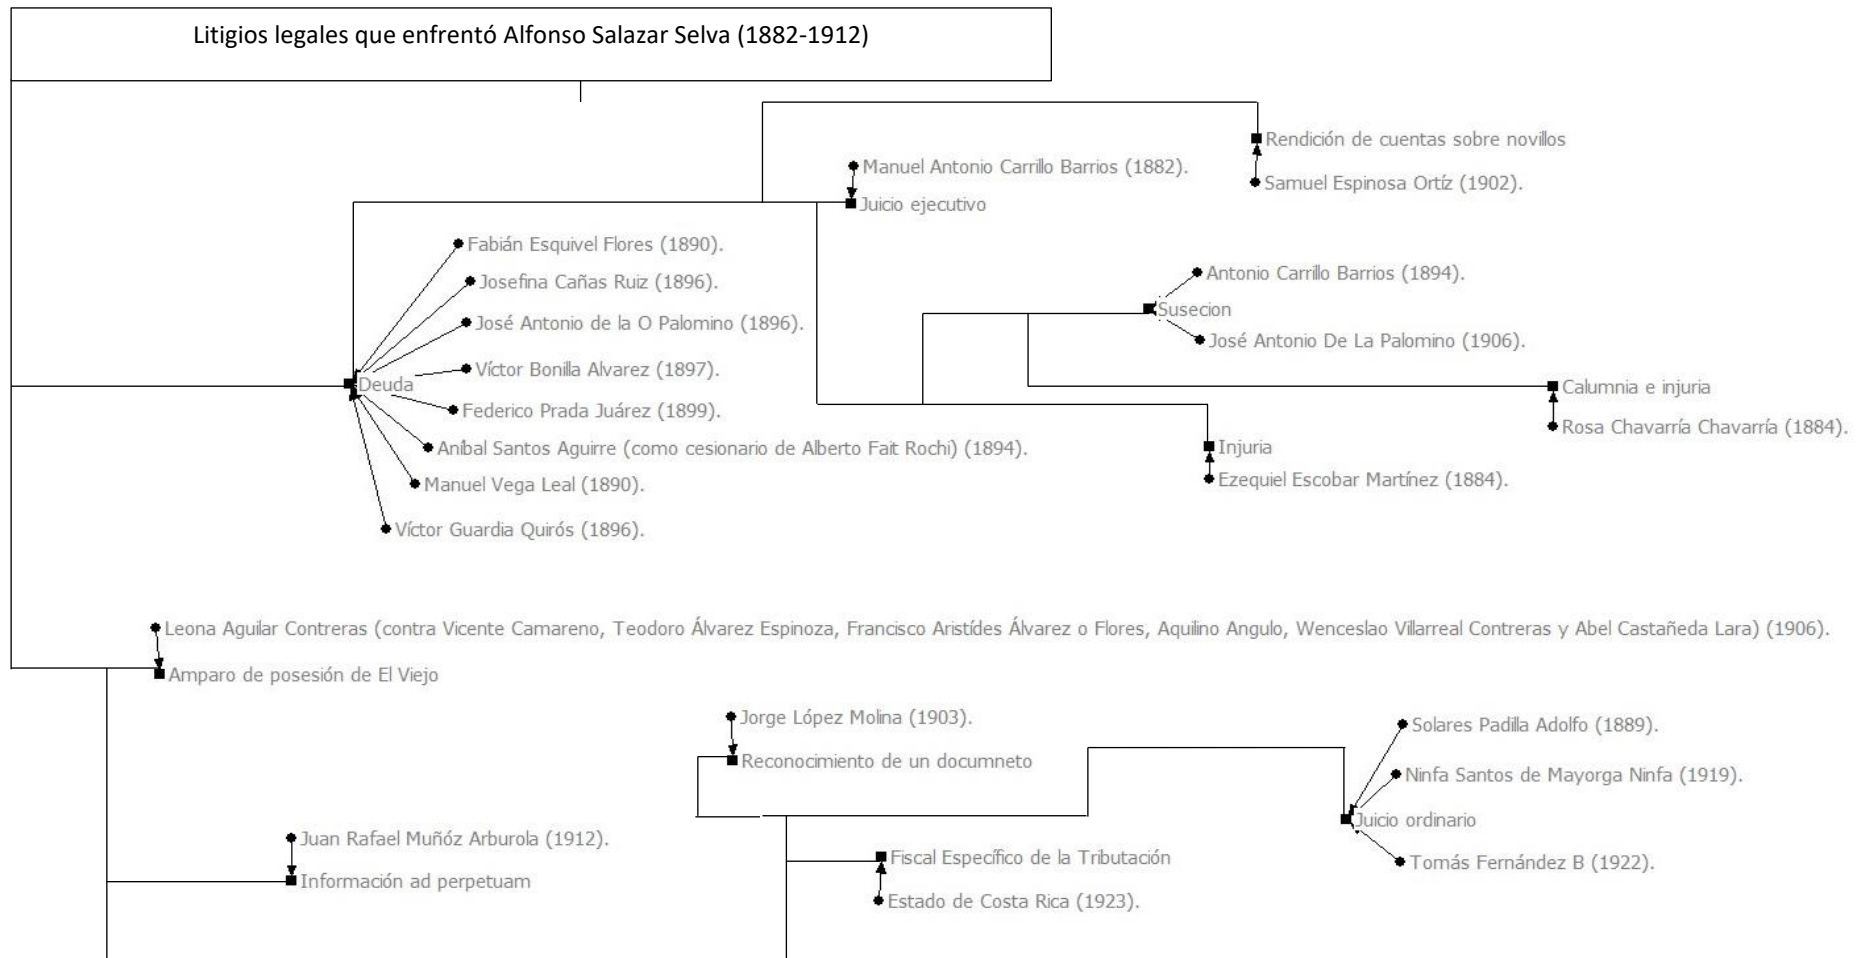 Litigios legales que enfrentó Alfonso Salazar Selva (1882-1912)
Rendición de cuentas sobre novillos
Samuel Espinosa Ortíz (1902).
Manuel Antonio Carrillo Barrios (1882).
Juicio ejecutivo
Fabián Esquivel Flores (1890).
Josefina Cañas Ruiz (1896).
José Antonio de la O Palomino (1896).
Víctor Bonilla Alvarez (1897).
Deuda
Federico Prada Juárez (1899).
Aníbal Santos Aguirre (como cesionario de Alberto Fait Rochi) (1894).
Manuel Vega Leal (1890).
Víctor Guardia Quirós (1896).
Antonio Carrillo Barrios (1894).
Susecion
José Antonio De La Palomino (1906).
Calumnia e injuria
Rosa Chavarría Chavarría (1884).
Injuria
Ezequiel Escobar Martínez (1884).
Leona Aguilar Contreras (contra Vicente Camareno, Teodoro Álvarez Espinoza, Francisco Aristídes Álvarez o Flores, Aquilino Angulo, Wenceslao Villarreal Contreras y Abel Castañeda Lara) (1906).
Amparo de posesión de El Viejo
Jorge López Molina (1903).
Reconocimiento de un documneto
Solares Padilla Adolfo (1889).
Ninfa Santos de Mayorga Ninfa (1919).
Juicio ordinario
Tomás Fernández B (1922).
Juan Rafael Muñóz Arburola (1912).
Información ad perpetuam
Fiscal Específico de la Tributación
Estado de Costa Rica (1923).